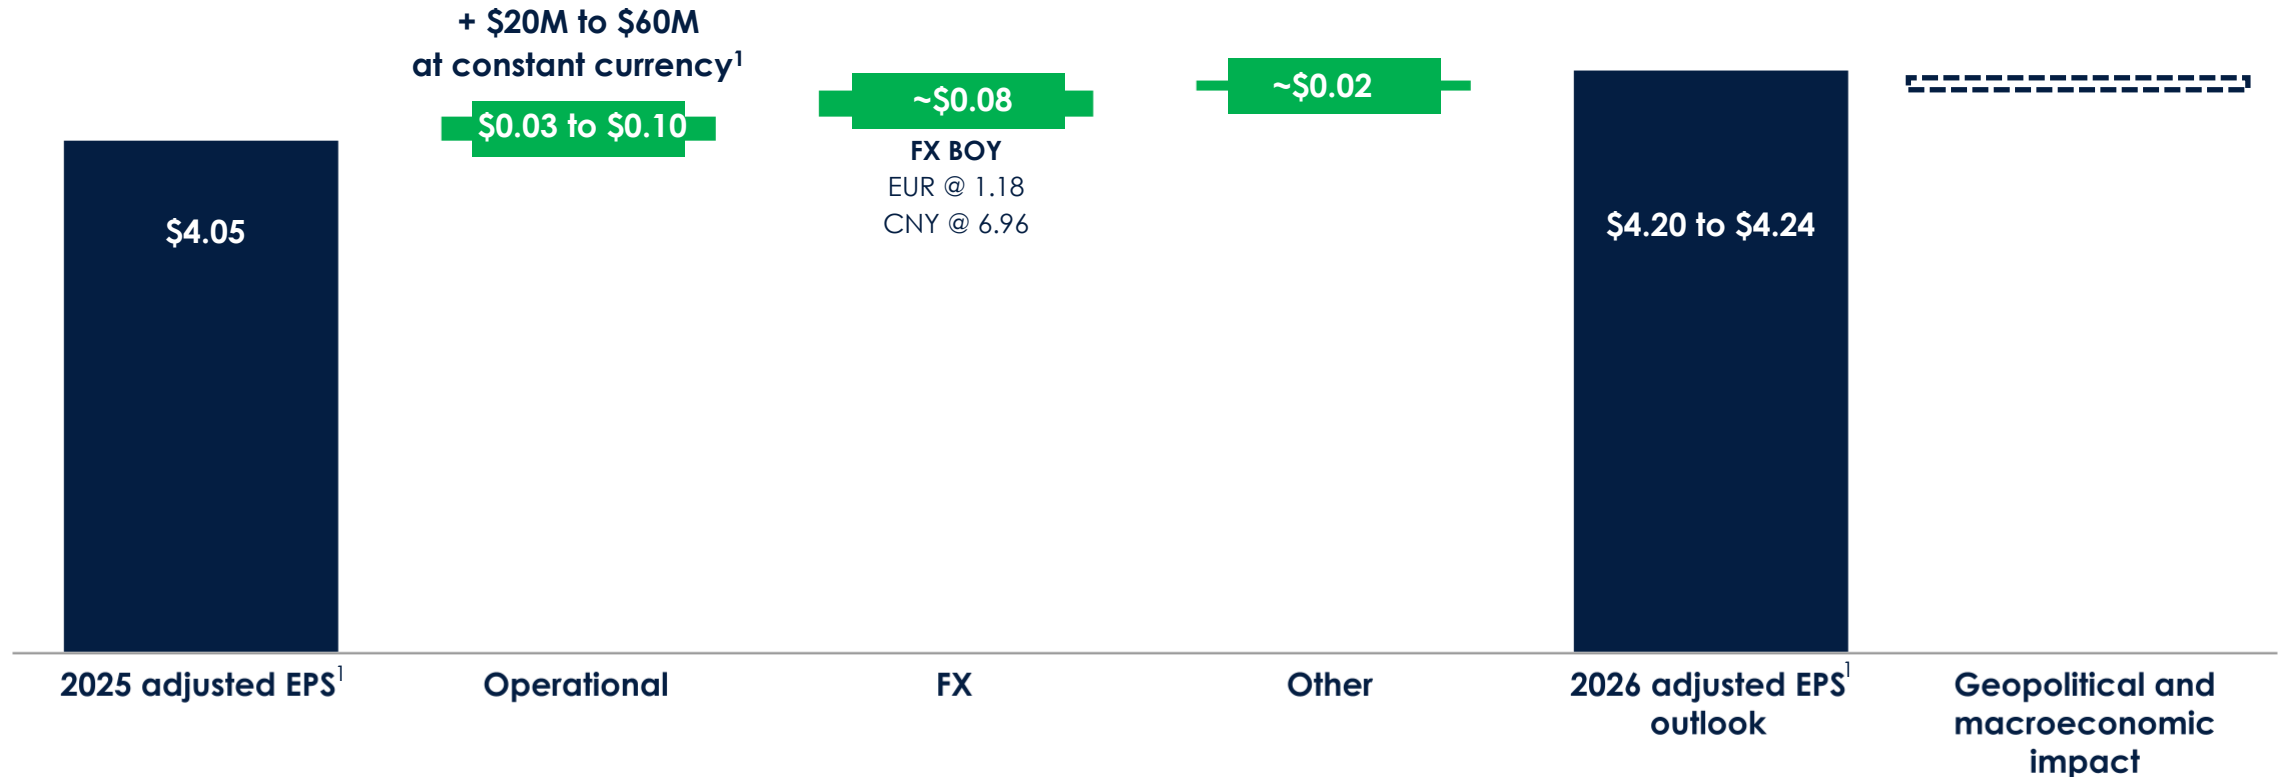 + $20M to $60M
at constant currency¹
$0.03 to $0.10
~$0.08
~$0.02
FX BOY
EUR @ 1.18
CNY @ 6.96
$4.05
$4.20 to $4.24
2025 adjusted EPS¹
Operational
FX
Other
2026 adjusted EPS¹
outlook
Geopolitical and
macroeconomic
impact